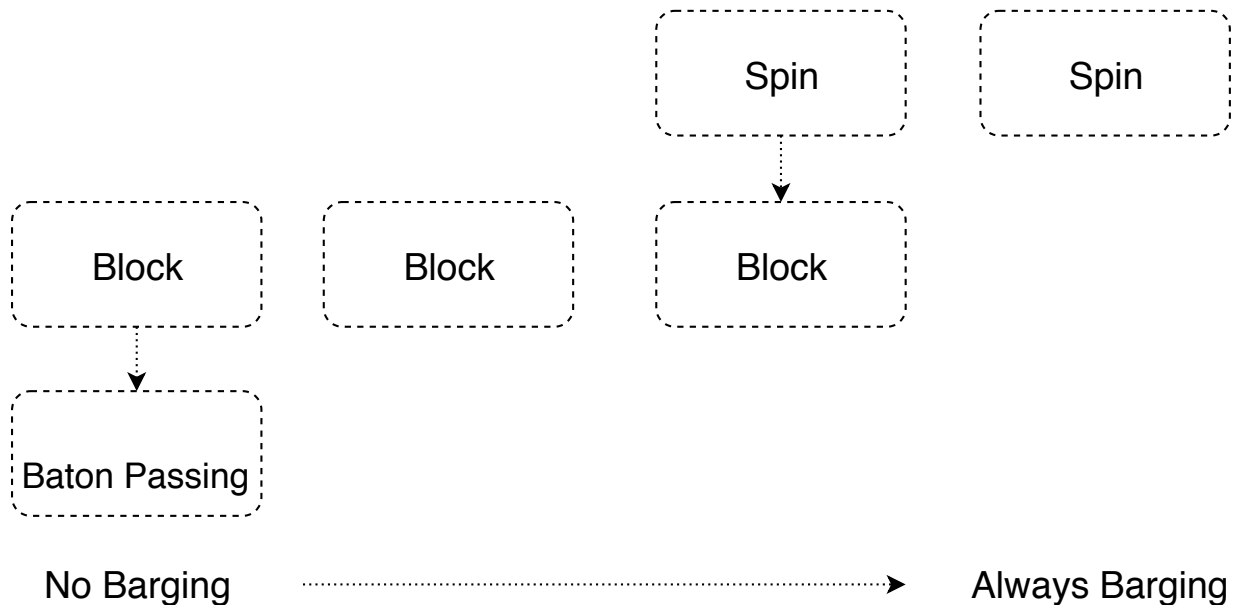 Spin
Spin
Block
Block
Block
Baton Passing
No Barging
Always Barging